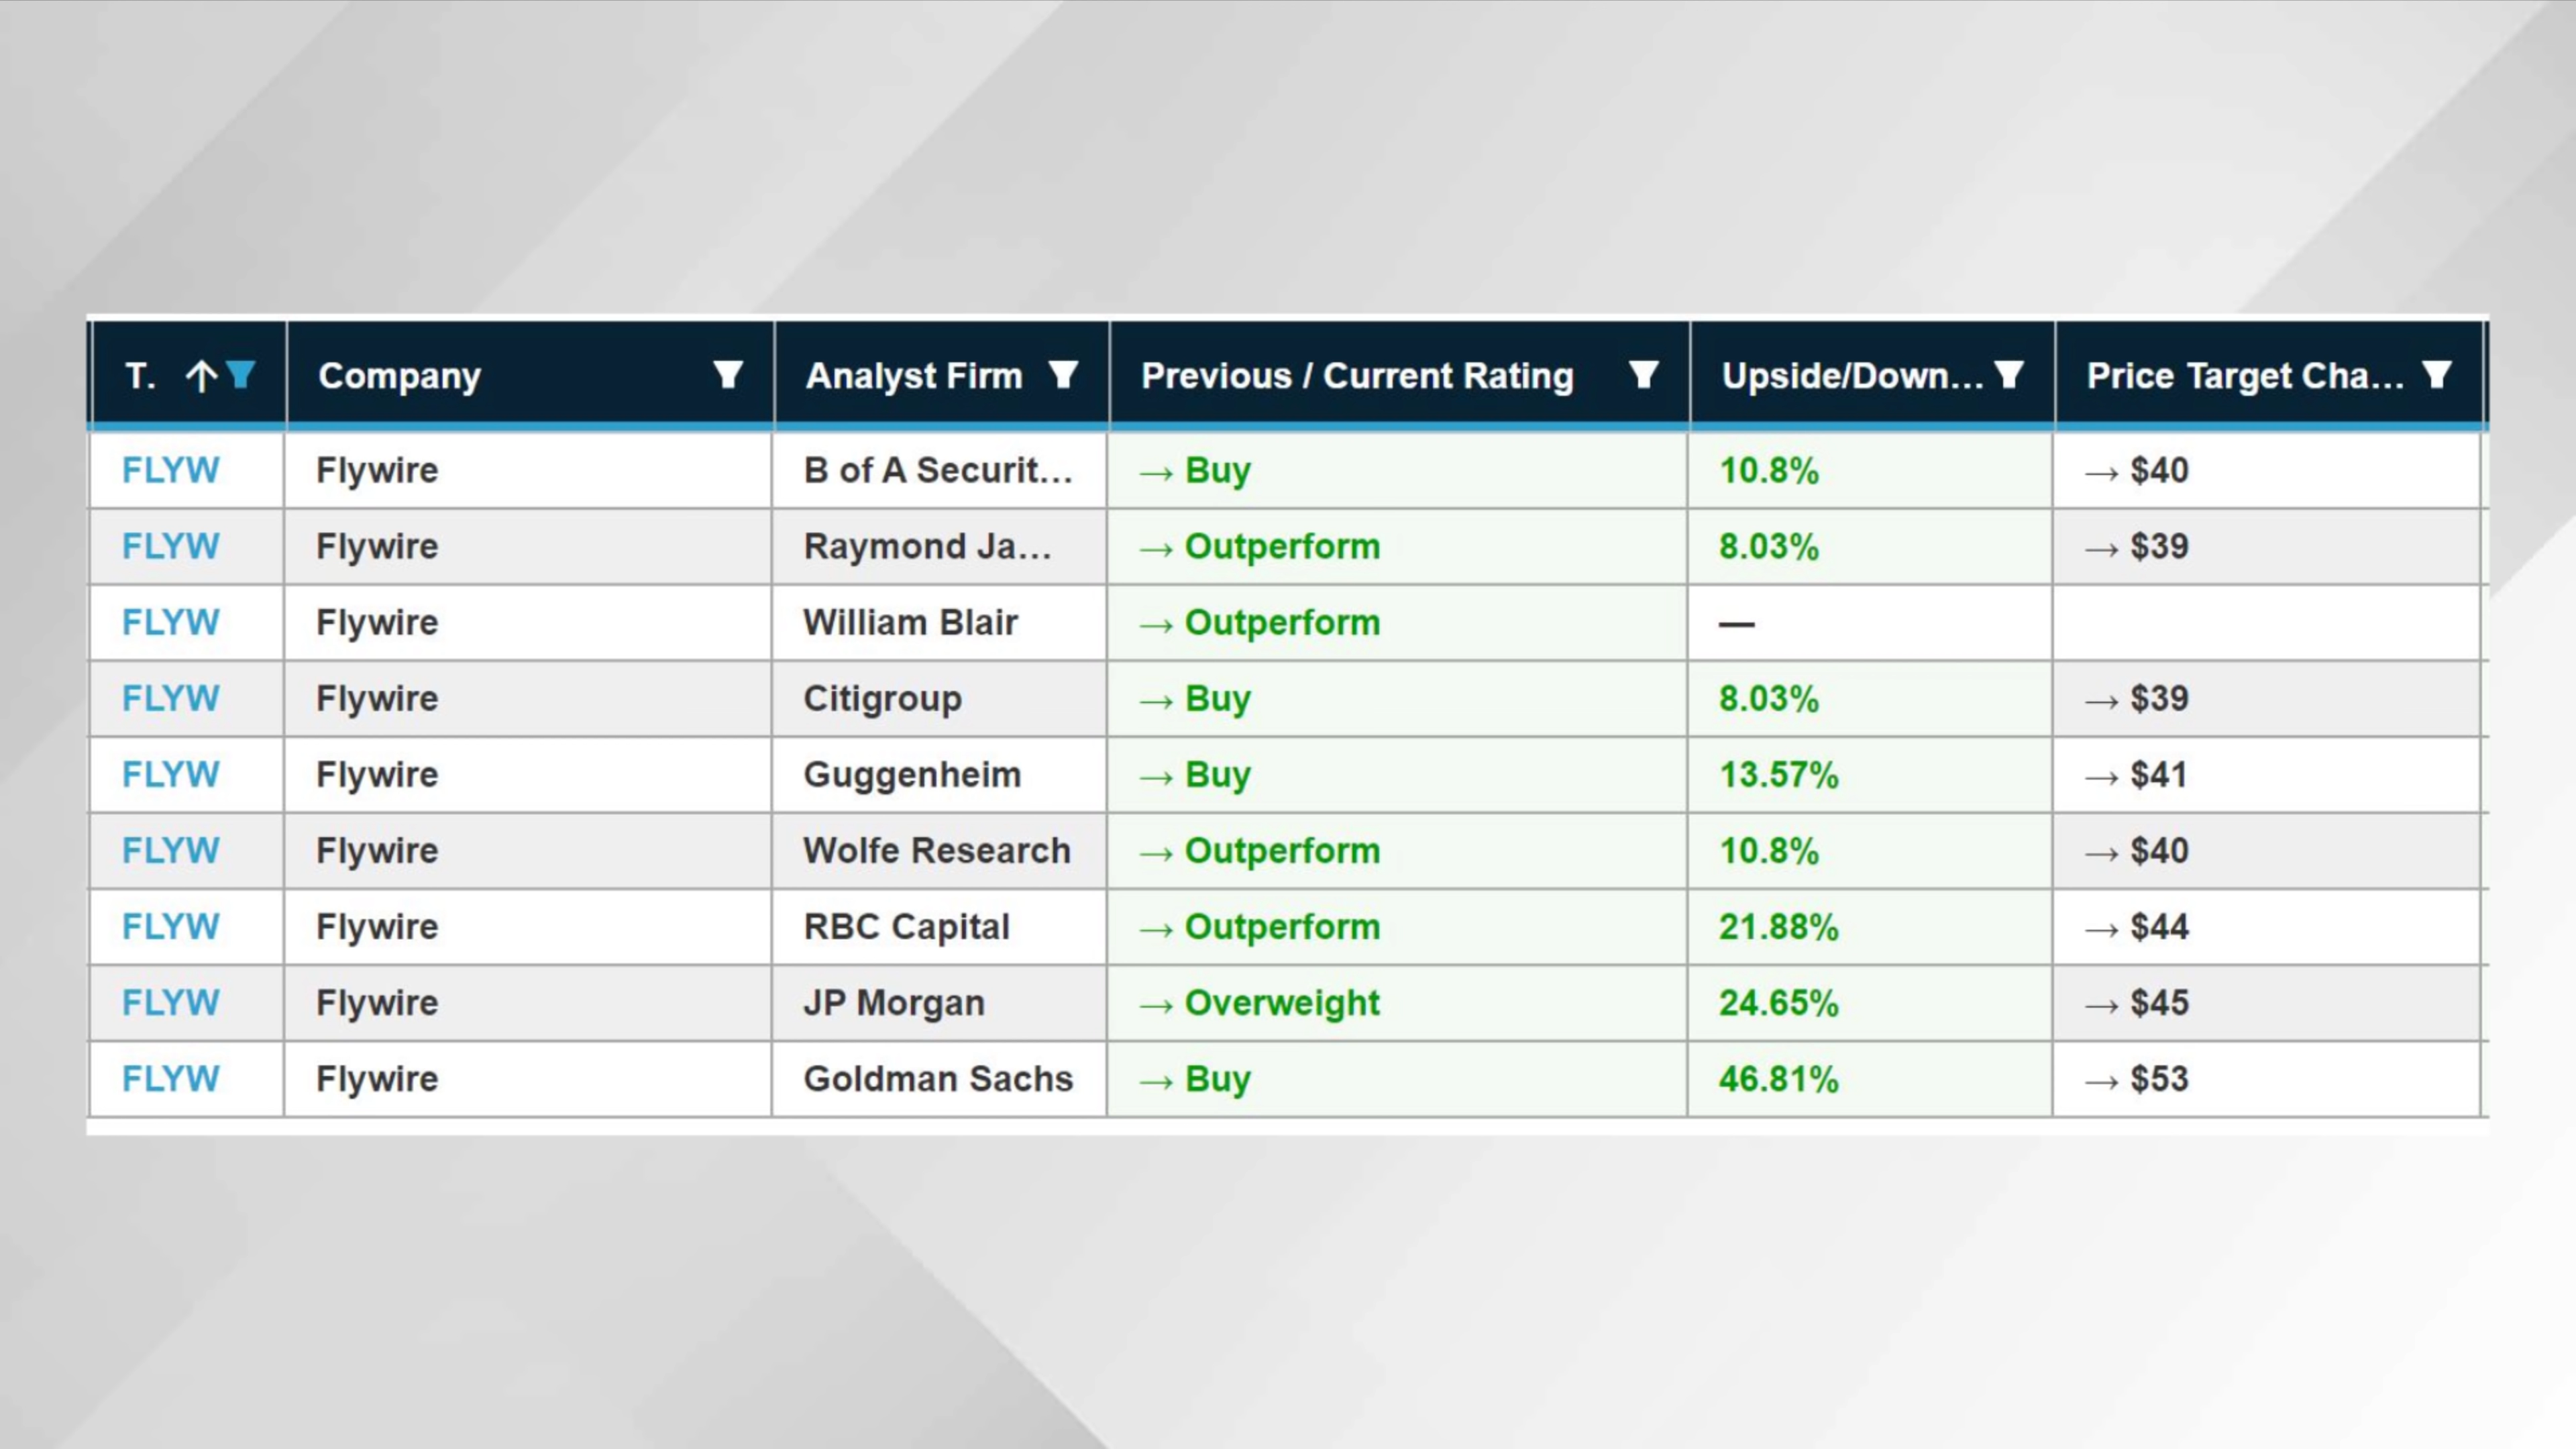 T. Company Analyst Firm Previous / Current Rating Upside/Down... Price Target Cha...
FLYW Flywire B of A Securit... → Buy 10.8% → $40
FLYW Flywire Raymond Ja... → Outperform 8.03% → $39
FLYW Flywire William Blair → Outperform —
FLYW Flywire Citigroup → Buy 8.03% → $39
FLYW Flywire Guggenheim → Buy 13.57% → $41
FLYW Flywire Wolfe Research → Outperform 10.8% → $40
FLYW Flywire RBC Capital → Outperform 21.88% → $44
FLYW Flywire JP Morgan → Overweight 24.65% → $45
FLYW Flywire Goldman Sachs → Buy 46.81% → $53